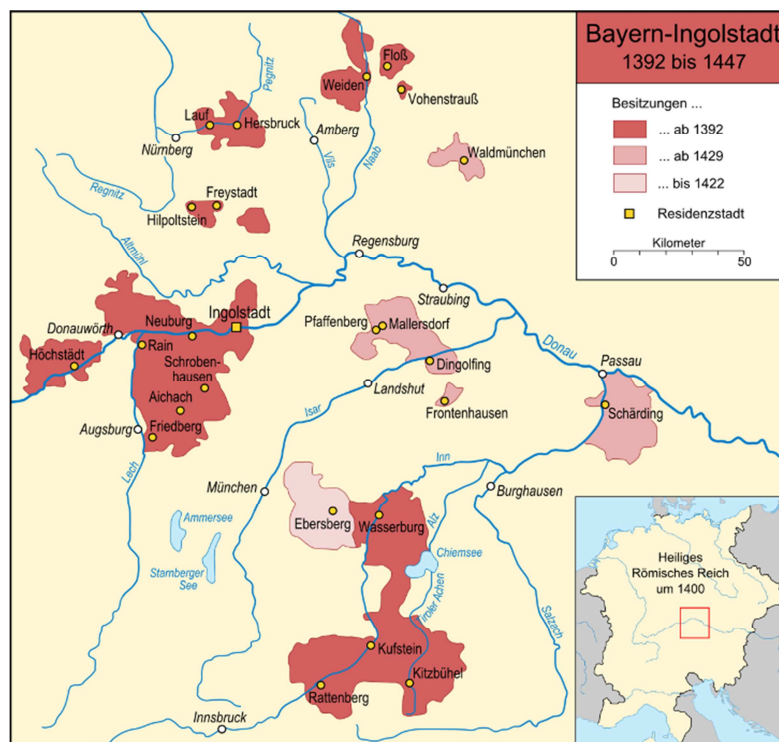 Bayern-Ingolstadt
1392 bis 1447
Besitzungen ...
... ab 1392
... ab 1429
... bis 1422
Residenzstadt
Kilometer
0
50
Pegnitz
Floß
Weiden
Vohenstrauß
Lauf
Hersbruck
Nürnberg
Amberg
Vils
Naab
Waldmünchen
Regnitz
Freystadt
Hilpoltstein
Altmühl
Regensburg
Ingolstadt
Straubing
Neuburg
Pfaffenberg
Mallersdorf
Donauwörth
Rain
Donau
Höchstädt
Schroben-
hausen
Dingolfing
Passau
Aichach
Landshut
Frontenhausen
Schärding
Augsburg
Friedberg
Isar
Lech
Inn
München
Burghausen
Ammersee
Ebersberg
Wasserburg
Alz
Starnberger
See
Chiemsee
Tiroler Achen
Salzach
Kufstein
Kitzbühel
Rattenberg
Innsbruck
Heiliges
Römisches Reich
um 1400